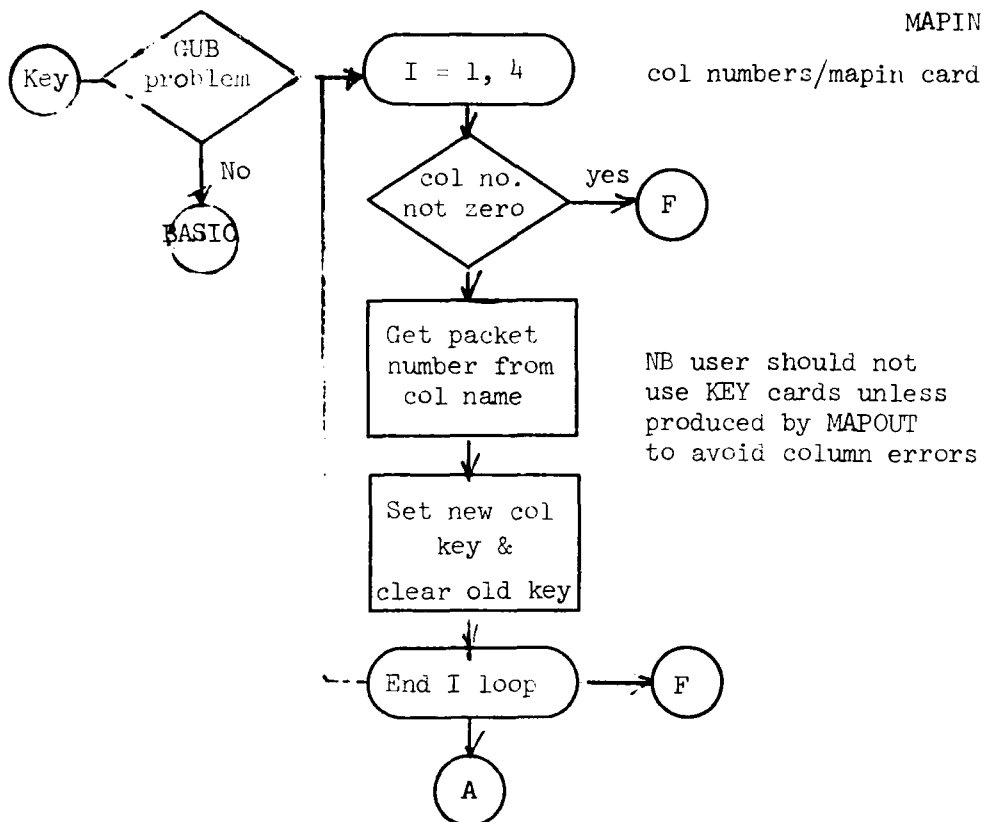 MAPIN
col numbers/mapin card
Key
GUB
problem
No
BASIC
I = 1, 4
col no.
not zero
yes
F
Get packet
number from
col name
NB user should not
use KEY cards unless
produced by MAPOUT
to avoid column errors
Set new col
key &
clear old key
End I loop
F
A